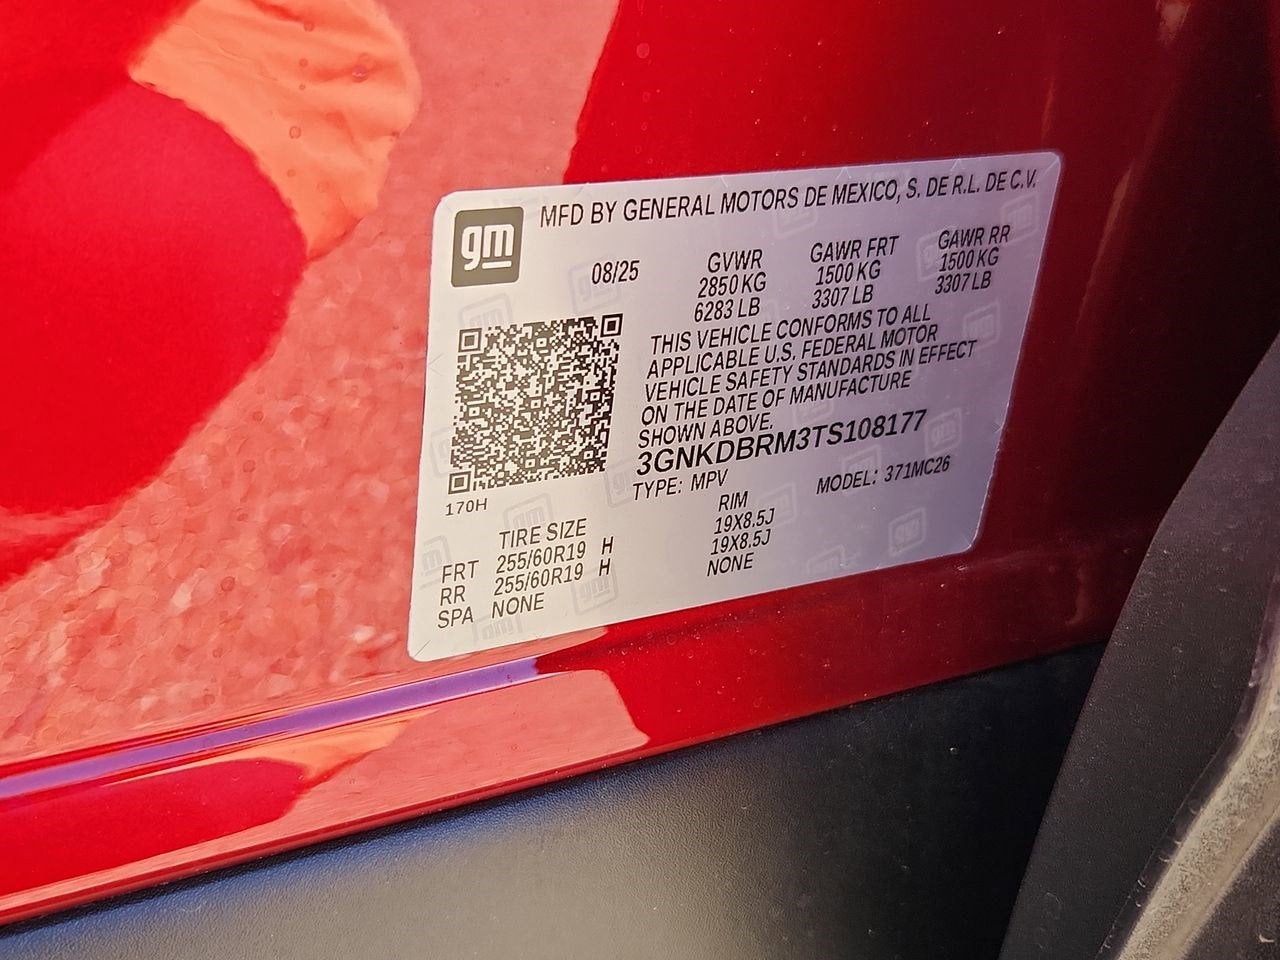 gm
MFD BY GENERAL MOTORS DE MEXICO, S. DE R.L. DE C.V.
08/25
GVWR GAWR FRT GAWR RR
2850 KG 1500 KG 1500 KG
6283 LB 3307 LB 3307 LB
THIS VEHICLE CONFORMS TO ALL
APPLICABLE U.S. FEDERAL MOTOR
VEHICLE SAFETY STANDARDS IN EFFECT
ON THE DATE OF MANUFACTURE
SHOWN ABOVE.
3GNKDBRM3TS108177
TYPE: MPV MODEL: 371MC26
170H
TIRE SIZE RIM
FRT 255/60R19 H 19X8.5J
RR 255/60R19 H 19X8.5J
SPA NONE NONE